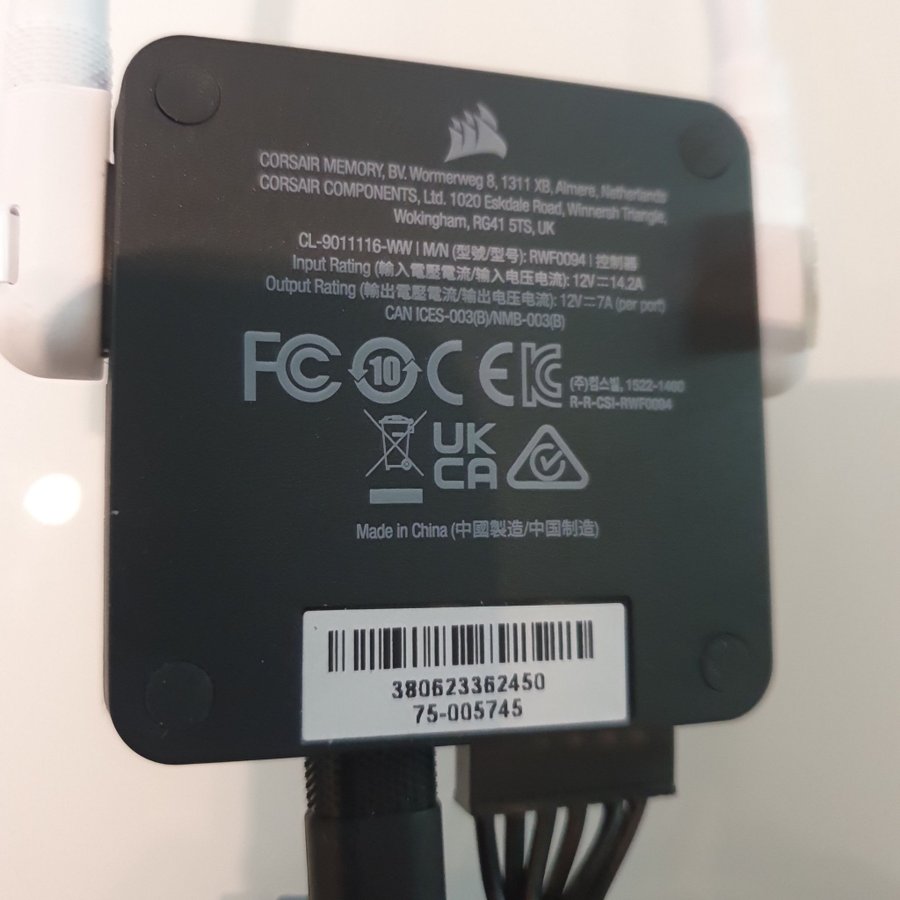 CORSAIR MEMORY, BV. Wormerweg 8, 1311 XB, Almere, Netherlands
CORSAIR COMPONENTS, Ltd. 1020 Eskdale Road, Winnersh Triangle,
Wokingham, RG41 5TS, UK
CL-9011116-WW | M/N (型號/型号): RWF0094 | 控制器
Input Rating (輸入電壓電流/输入电压电流): 12V⎓14.2A
Output Rating (輸出電壓電流/输出电压电流): 12V⎓7A (per port)
CAN ICES-003(B)/NMB-003(B)
FC 10 CE KC (주)컴스빌, 1522-1460
R-R-CSI-RWF0094
UK
CA
Made in China (中國製造/中国制造)
380623362450
75-005745